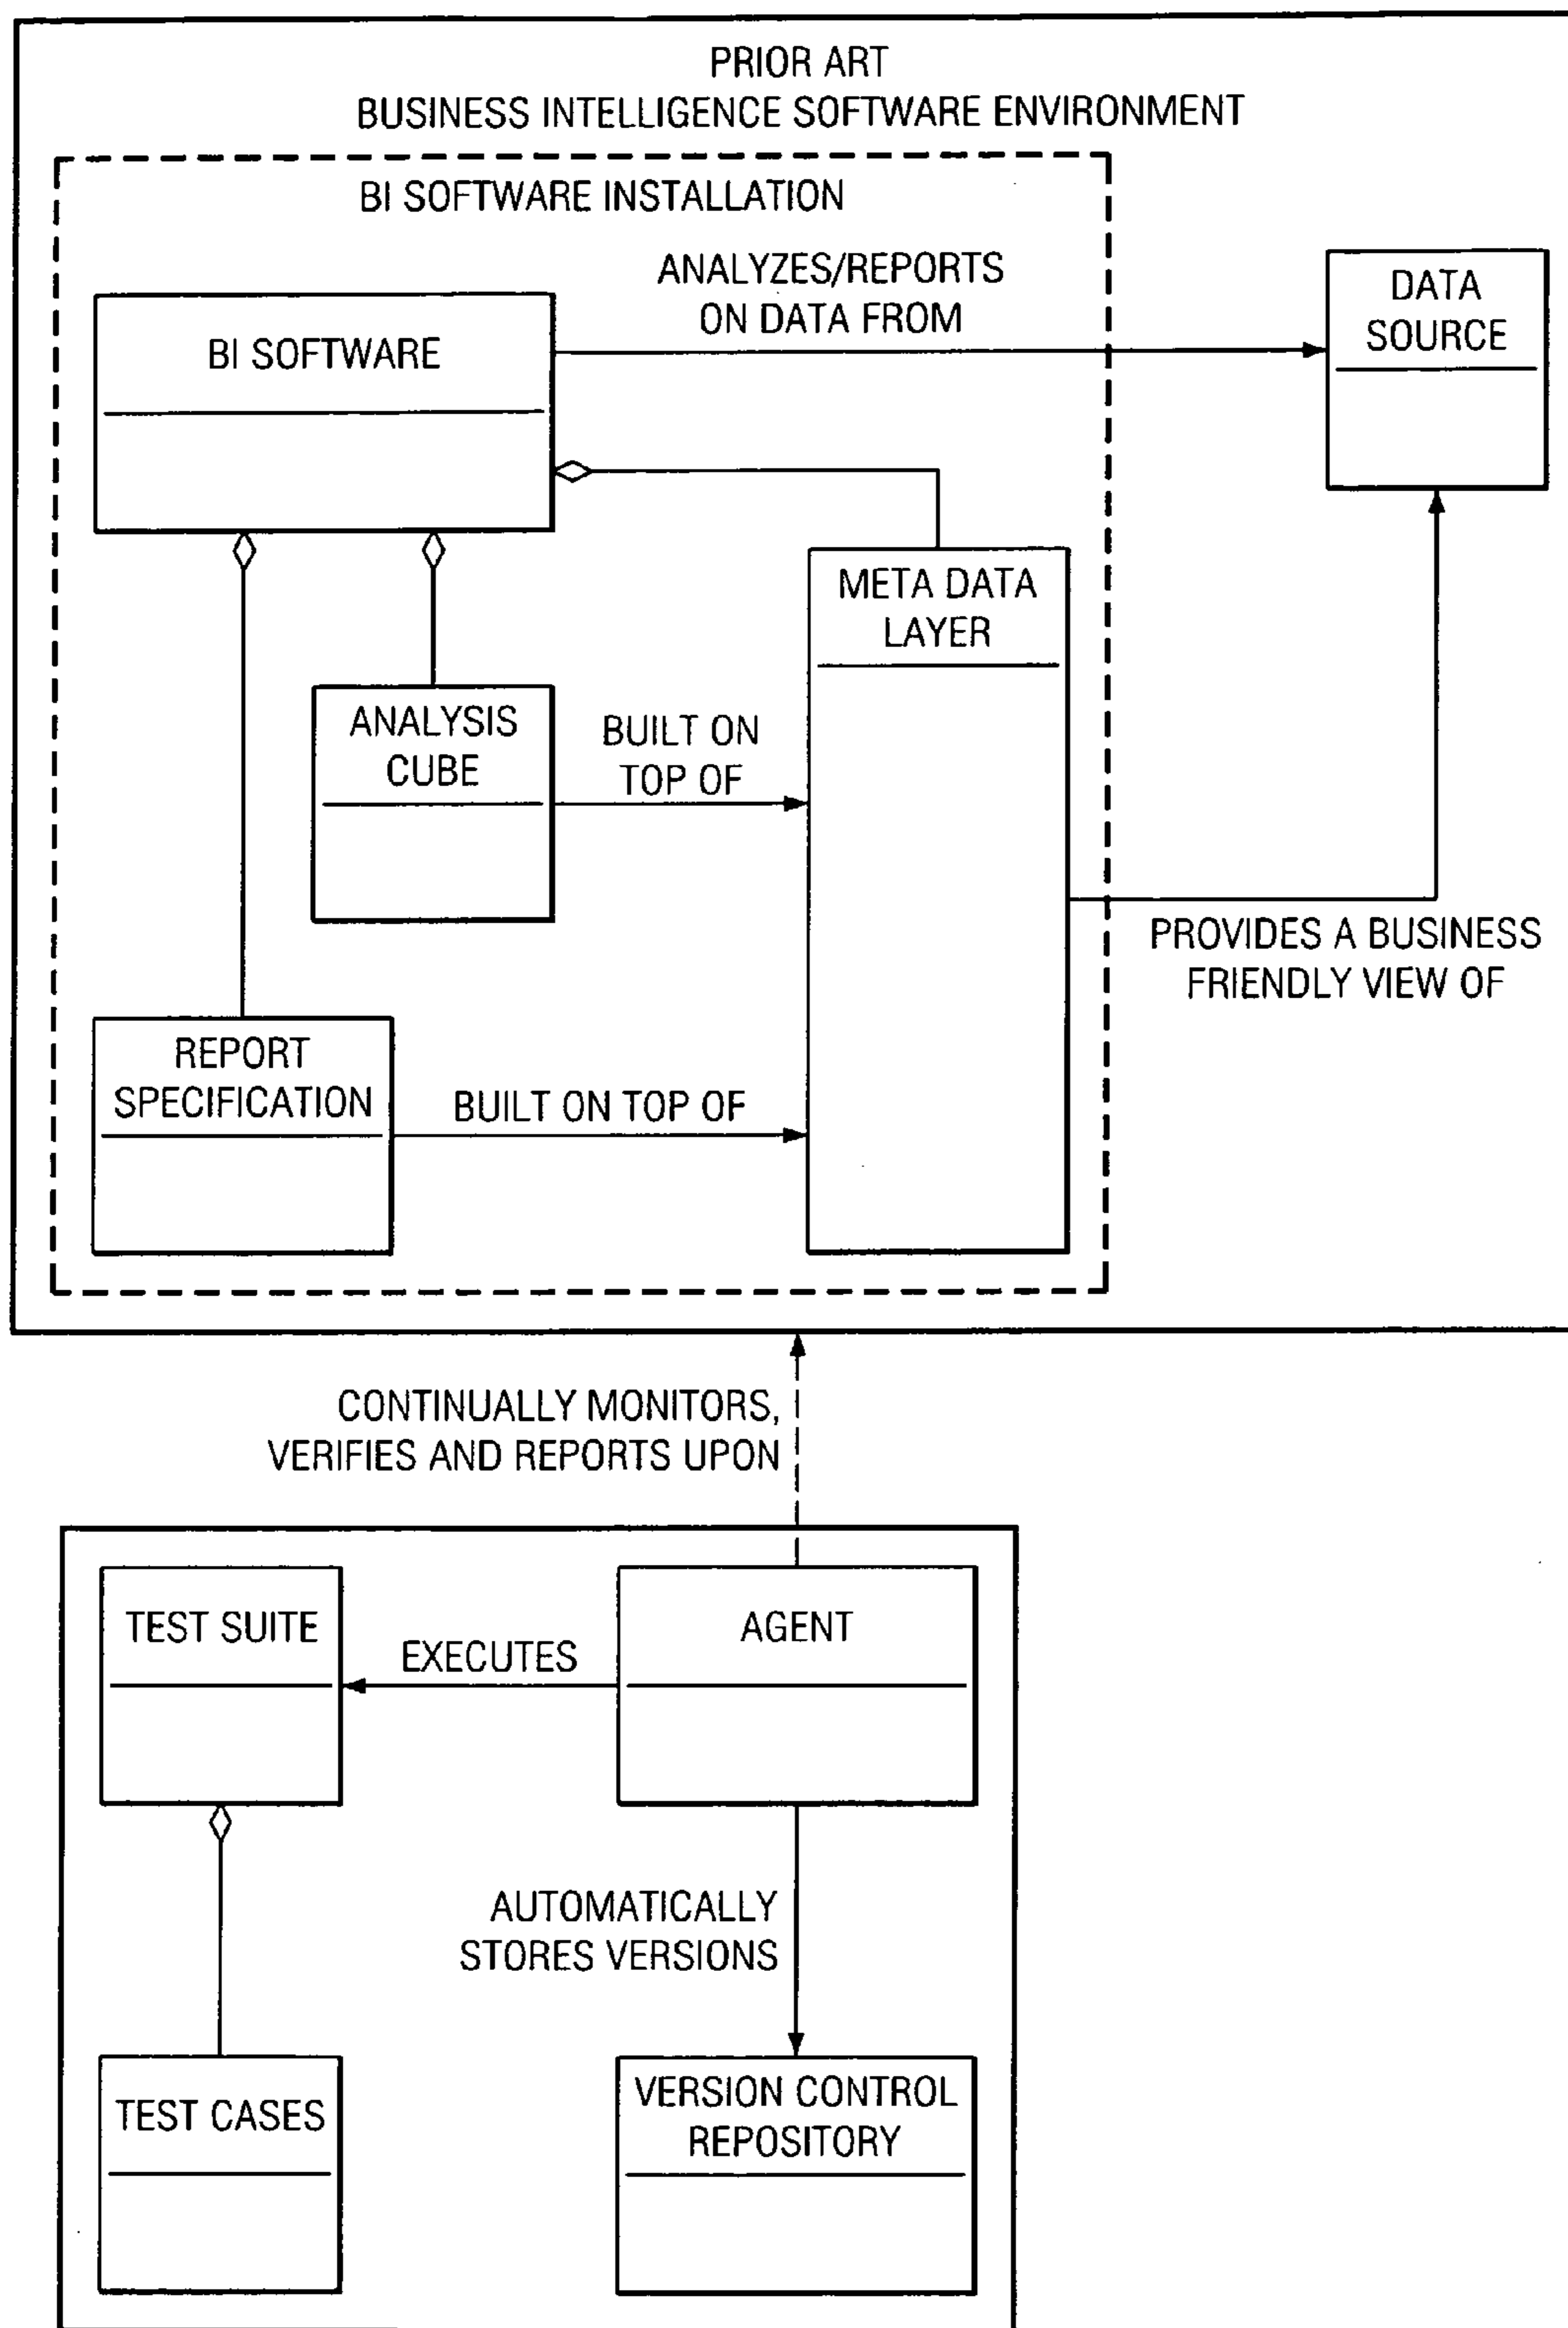 PRIOR ART
BUSINESS INTELLIGENCE SOFTWARE ENVIRONMENT
BI SOFTWARE INSTALLATION
ANALYZES/REPORTS
ON DATA FROM
DATA
SOURCE
BI SOFTWARE
META DATA
LAYER
ANALYSIS
CUBE
BUILT ON
TOP OF
PROVIDES A BUSINESS
FRIENDLY VIEW OF
REPORT
SPECIFICATION
BUILT ON TOP OF
CONTINUALLY MONITORS,
VERIFIES AND REPORTS UPON
TEST SUITE
EXECUTES
AGENT
AUTOMATICALLY
STORES VERSIONS
TEST CASES
VERSION CONTROL
REPOSITORY